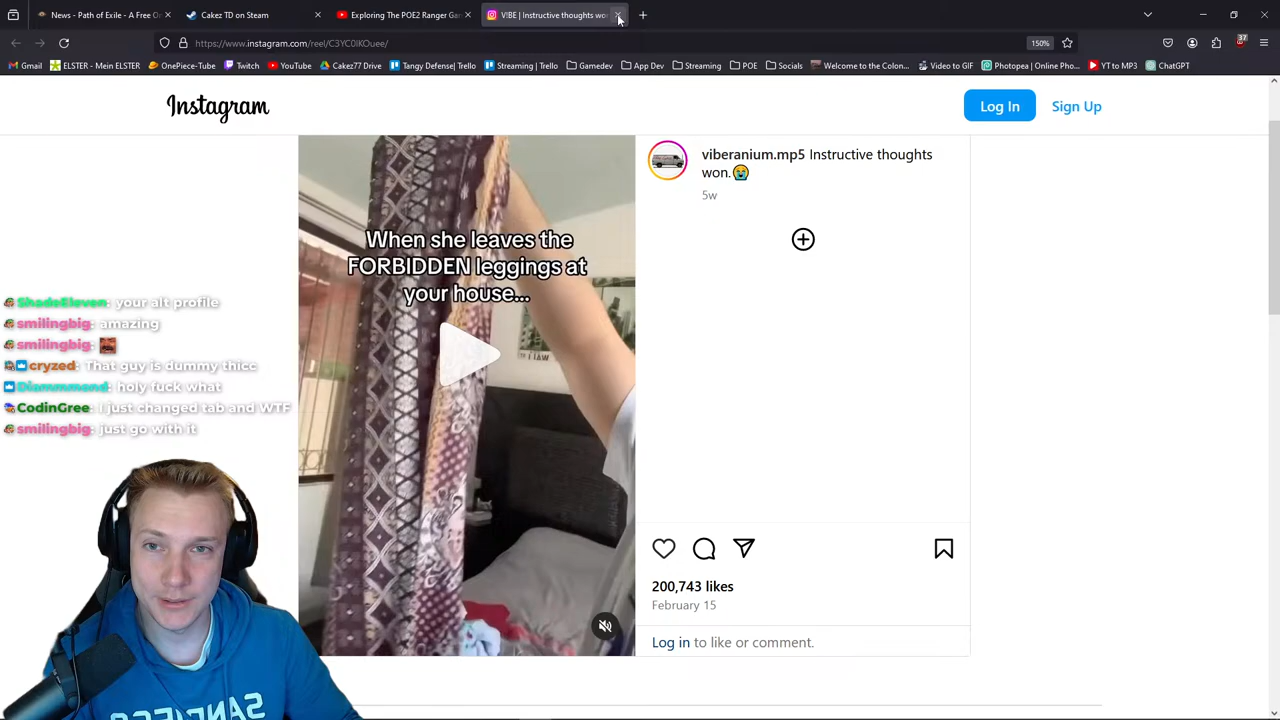 News - Path of Exile - A Free O
Cakez TD on Steam
Exploring The POE2 Ranger Ga
VIBE | Instructive thoughts wo
https://www.instagram.com/reel/C3YC0lKOuee/
150%
37
Gmail
ELSTER - Mein ELSTER
OnePiece-Tube
Twitch
YouTube
Cakez77 Drive
Tangy Defense| Trello
Streaming | Trello
Gamedev
App Dev
Streaming
POE
Socials
Welcome to the Colon...
Video to GIF
Photopea | Online Pho...
YT to MP3
ChatGPT
Instagram
Log In
Sign Up
viberanium.mp5 Instructive thoughts
won.😭
5w
When she leaves the
FORBIDDEN leggings at
your house...
ShadeEleven: your alt profile
smilingbig: amazing
smilingbig:
cryzed: That guy is dummy thicc
Diammmond: holy fuck what
CodinGree: I just changed tab and WTF
smilingbig: just go with it
200,743 likes
February 15
Log in to like or comment.